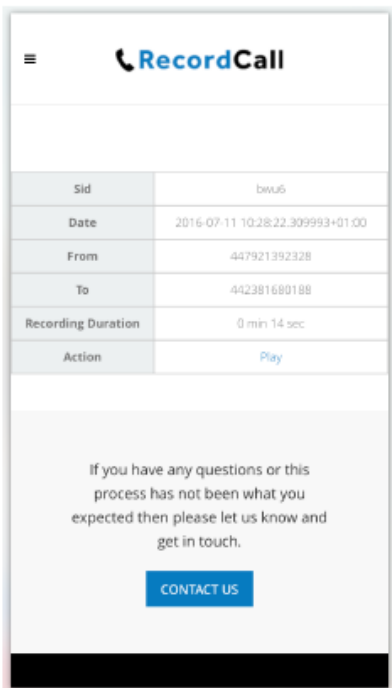 RecordCall
Sid bwu6
Date 2016-07-11 10:28:22.309993+01:00
From 447921392328
To 442381680188
Recording Duration 0 min 14 sec
Action Play
If you have any questions or this
process has not been what you
expected then please let us know and
get in touch.
CONTACT US